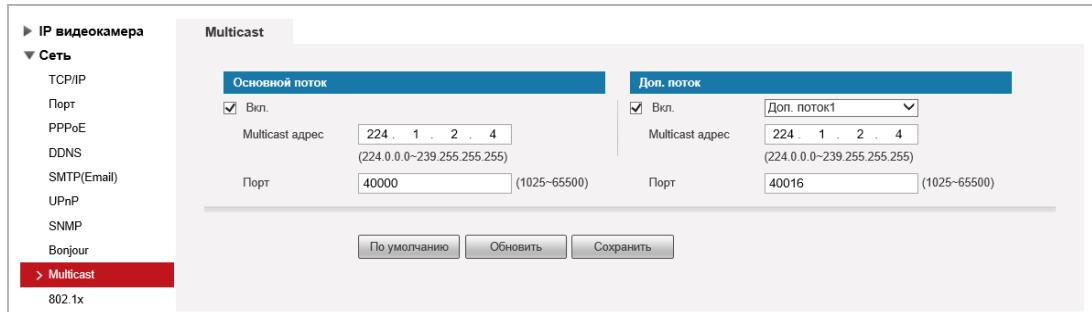 IP видеокамера
Сеть
TCP/IP
Порт
PPPoE
DDNS
SMTP(Email)
UPnP
SNMP
Bonjour
Multicast
802.1x
Multicast
Основной поток
Вкл.
Multicast адрес 224 . 1 . 2 . 4
(224.0.0.0~239.255.255.255)
Порт 40000 (1025~65500)
Доп. поток
Вкл. Доп. поток1
Multicast адрес 224 . 1 . 2 . 4
(224.0.0.0~239.255.255.255)
Порт 40016 (1025~65500)
По умолчанию Обновить Сохранить